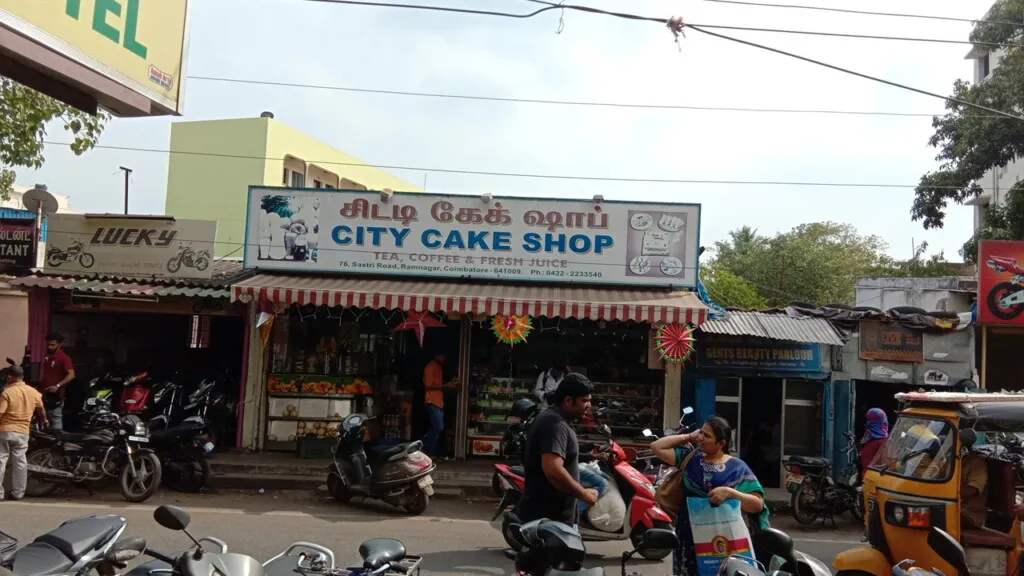 TEL
LUCKY
சிட்டி கேக் ஷாப்
CITY CAKE SHOP
TEA, COFFEE & FRESH JUICE
76, Sastri Road, Ramnagar, Coimbatore - 641009. Ph.: 0422 - 2233540
TANT
GENTS BEAUTY PARLOUR